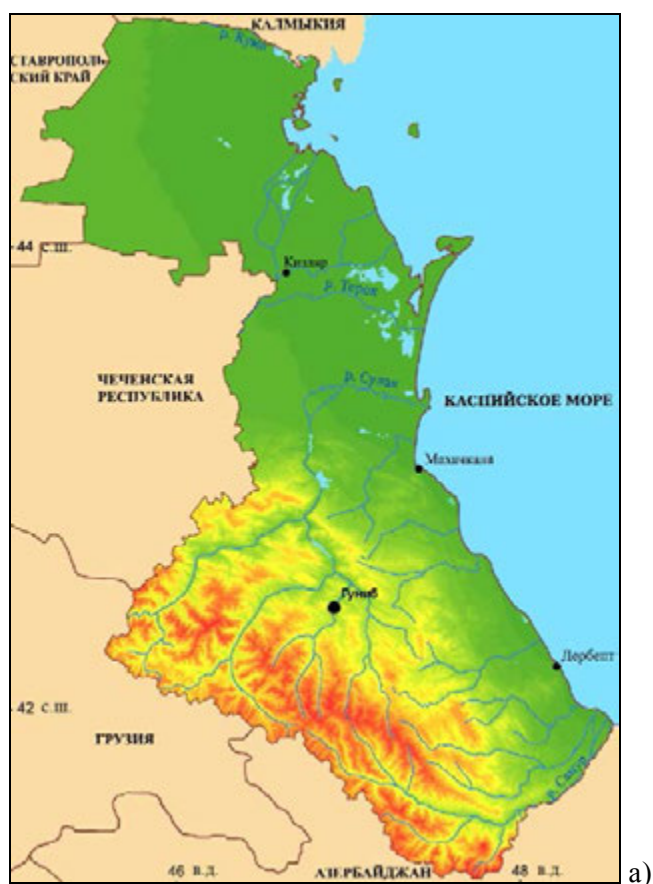 КАЛМЫКИЯ
р. Кума
СТАВРОПОЛЬ-
СКИЙ КРАЙ
44 с.ш.
Кизляр
р. Терек
ЧЕЧЕНСКАЯ
РЕСПУБЛИКА
р. Сулак
КАСПИЙСКОЕ МОРЕ
Махачкала
Гуниб
Дербент
42 с.ш.
ГРУЗИЯ
р. Самур
46 в.д.
АЗЕРБАЙДЖАН
48 в.д.
а)